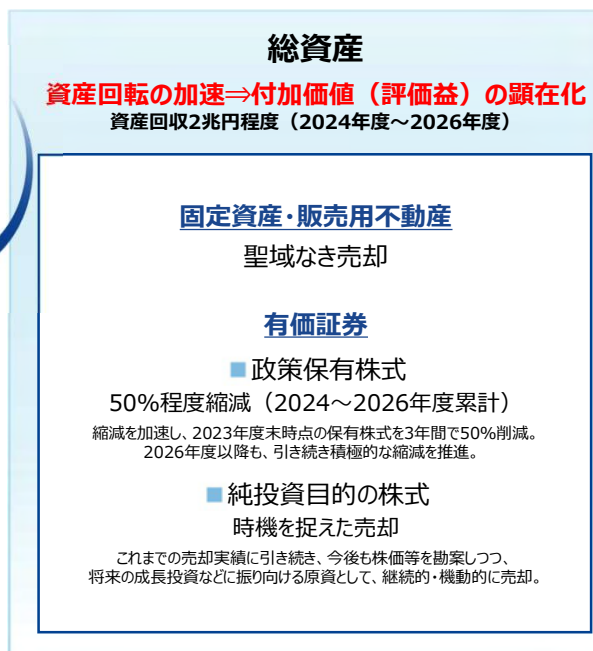 総資産
資産回転の加速⇒付加価値（評価益）の顕在化
資産回収2兆円程度（2024年度～2026年度）
固定資産・販売用不動産
聖域なき売却
有価証券
■政策保有株式
50%程度縮減（2024～2026年度累計）
縮減を加速し、2023年度末時点の保有株式を3年間で50%削減。
2026年度以降も、引き続き積極的な縮減を推進。
■純投資目的の株式
時機を捉えた売却
これまでの売却実績に引き続き、今後も株価等を勘案しつつ、
将来の成長投資などに振り向ける原資として、継続的・機動的に売却。